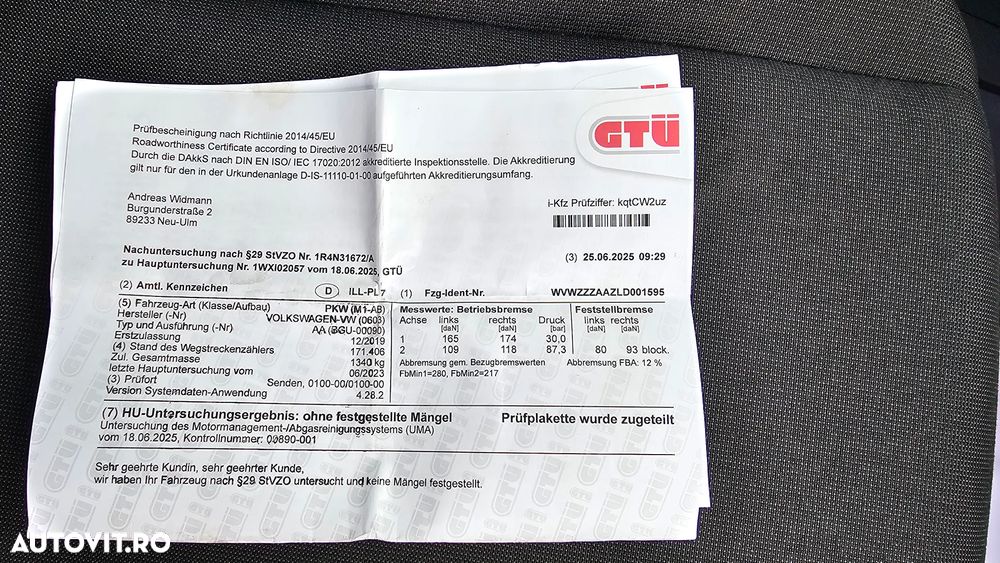 GTÜ
Prüfbescheinigung nach Richtlinie 2014/45/EU
Roadworthiness Certificate according to Directive 2014/45/EU
Durch die DAkkS nach DIN EN ISO/ IEC 17020:2012 akkreditierte Inspektionsstelle. Die Akkreditierung
gilt nur für den in der Urkundenanlage D-IS-11110-01-00 aufgeführten Akkreditierungsumfang.
Andreas Widmann
Burgunderstraße 2
89233 Neu-Ulm
i-Kfz Prüfziffer: kqtCW2uz
Nachuntersuchung nach §29 StVZO Nr. 1R4N31672/A
zu Hauptuntersuchung Nr. 1WXI02057 vom 18.06.2025, GTÜ
(3) 25.06.2025 09:29
(2) Amtl. Kennzeichen D ILL-PL7 (1) Fzg-Ident-Nr. WVWZZZAAZLD001595
(5) Fahrzeug-Art (Klasse/Aufbau) PKW (M1-AB)
Hersteller (-Nr) VOLKSWAGEN-VW (0603)
Typ und Ausführung (-Nr) AA (BGU-00090)
Erstzulassung 12/2019
(4) Stand des Wegstreckenzählers 171.406
Zul. Gesamtmasse 1340 kg
letzte Hauptuntersuchung vom 06/2023
(3) Prüfort Senden, 0100-00/0100-00
Version Systemdaten-Anwendung 4.28.2
Messwerte: Betriebsbremse Feststellbremse
Achse links rechts Druck links rechts
[daN] [daN] [bar] [daN] [daN]
1 165 174 30,0
2 109 118 87,3 80 93 block.
Abbremsung gem. Bezugbremswerten Abbremsung FBA: 12 %
FbMin1=280, FbMin2=217
(7) HU-Untersuchungsergebnis: ohne festgestellte Mängel Prüfplakette wurde zugeteilt
Untersuchung des Motormanagement-/Abgasreinigungssystems (UMA)
vom 18.06.2025, Kontrollnummer: 00890-001
Sehr geehrte Kundin, sehr geehrter Kunde,
wir haben Ihr Fahrzeug nach §29 StVZO untersucht und keine Mängel festgestellt.
AUTOVIT.RO